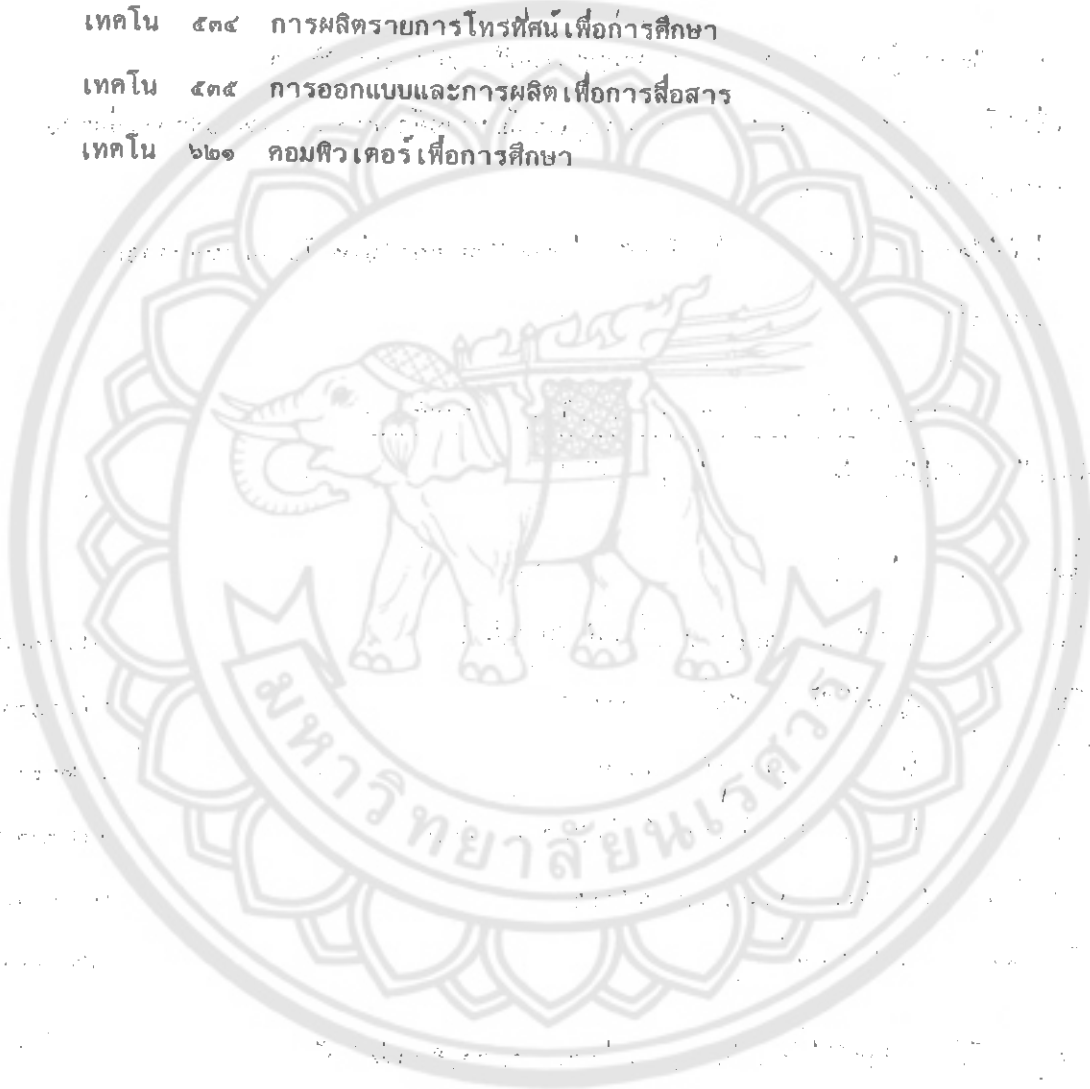 เทคโน ๕๓๔ การผลิตรายการโทรทัศน์เพื่อการศึกษา
เทคโน ๕๓๕ การออกแบบและการผลิตเพื่อการสื่อสาร
เทคโน ๖๒๑ คอมพิวเตอร์เพื่อการศึกษา
มหาวิทยาลัยนเรศวร